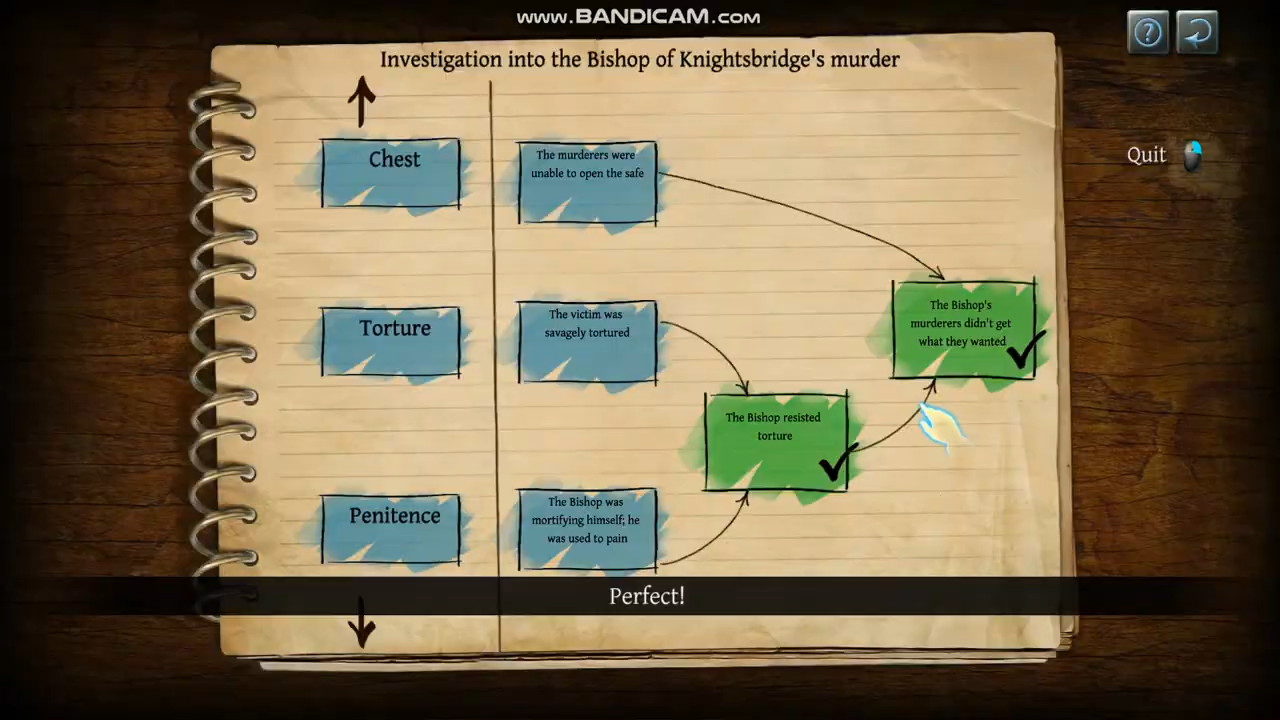 www.BANDICAM.com
Investigation into the Bishop of Knightsbridge's murder
Quit
Chest
The murderers were
unable to open the safe
Torture
The victim was
savagely tortured
The Bishop's
murderers didn't get
what they wanted
The Bishop resisted
torture
Penitence
The Bishop was
mortifying himself; he
was used to pain
Perfect!